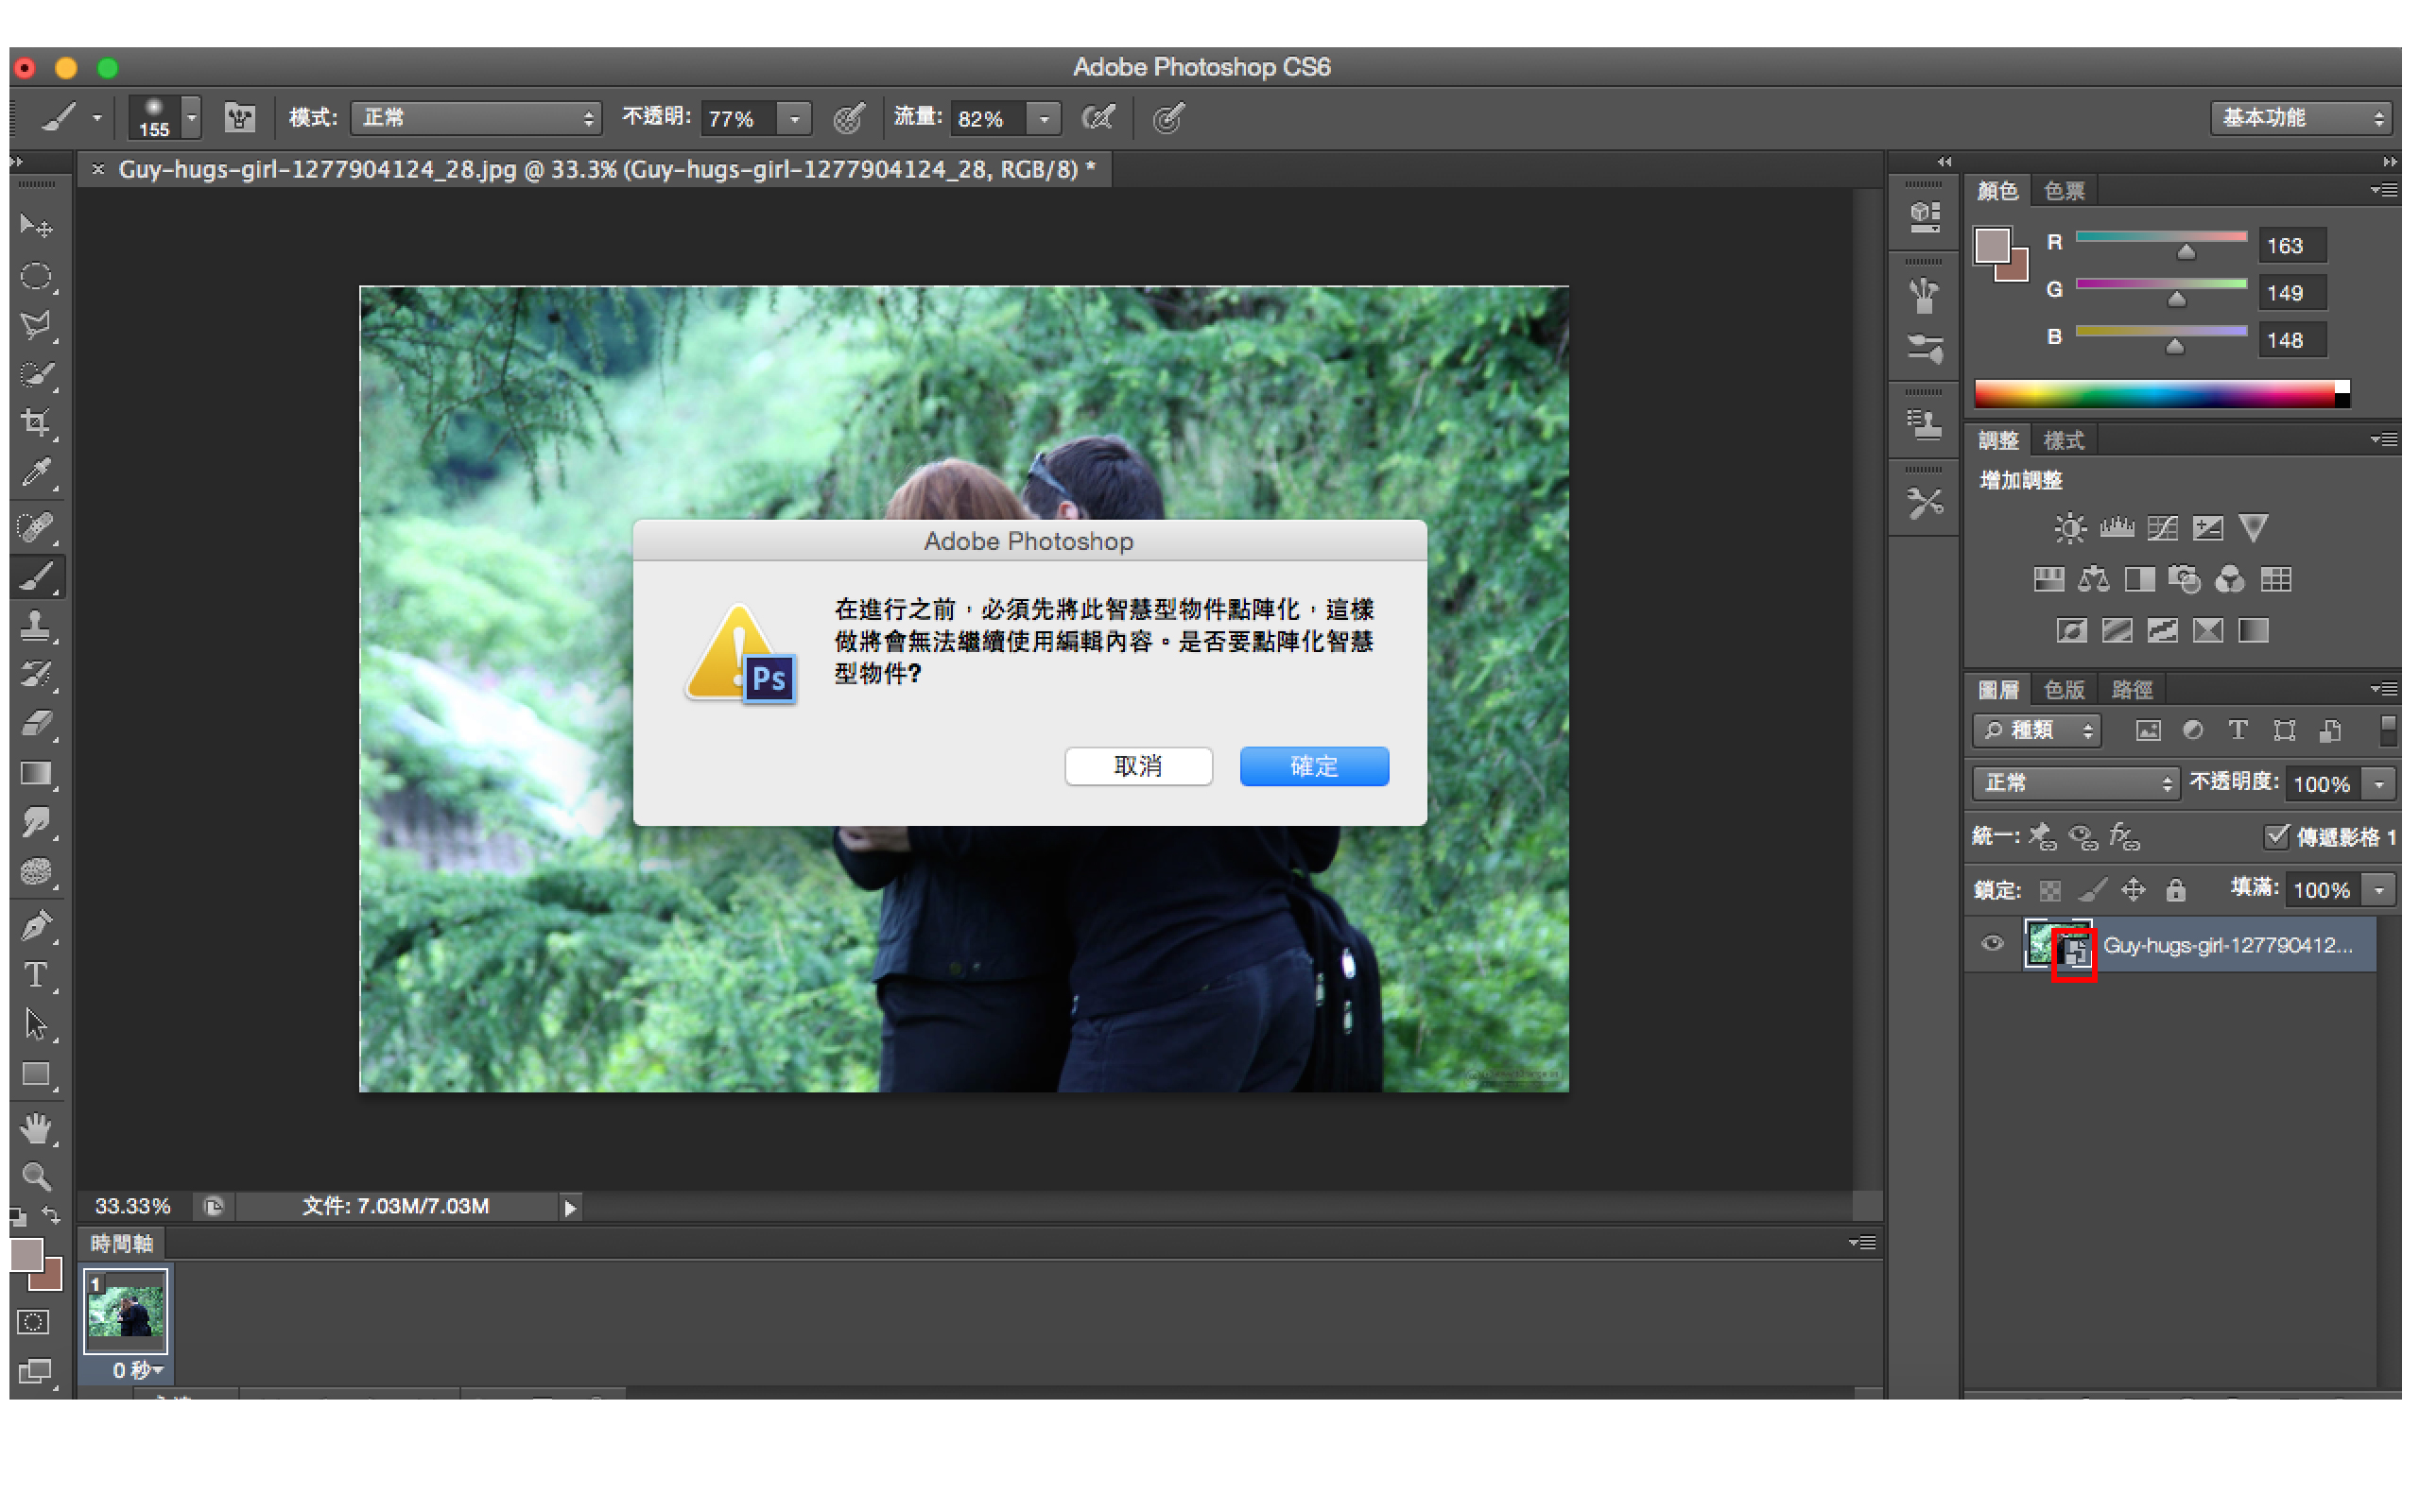 Adobe Photoshop CS6
155 模式: 正常 不透明: 77% 流量: 82% 基本功能
× Guy-hugs-girl-1277904124_28.jpg @ 33.3% (Guy-hugs-girl-1277904124_28, RGB/8) *
顏色 色票
R 163
G 149
B 148
調整 樣式
增加調整
Adobe Photoshop
在進行之前，必須先將此智慧型物件點陣化，這樣
做將會無法繼續使用編輯內容。是否要點陣化智慧
型物件?
Ps
取消 確定
圖層 色版 路徑
種類
正常 不透明度: 100%
統一: 傳遞影格 1
鎖定: 填滿: 100%
Guy-hugs-girl-127790412...
33.33% 文件: 7.03M/7.03M
時間軸
1
0 秒